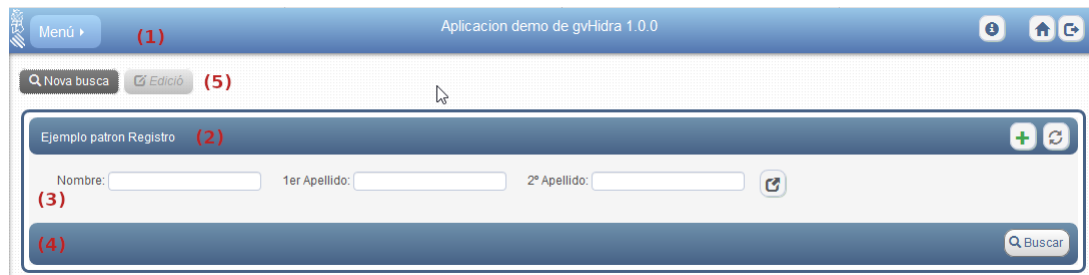 Menú (1) Aplicacion demo de gvHidra 1.0.0
Nova busca Edició (5)
Ejemplo patron Registro (2)
Nombre: 1er Apellido: 2º Apellido:
(3)
(4) Buscar